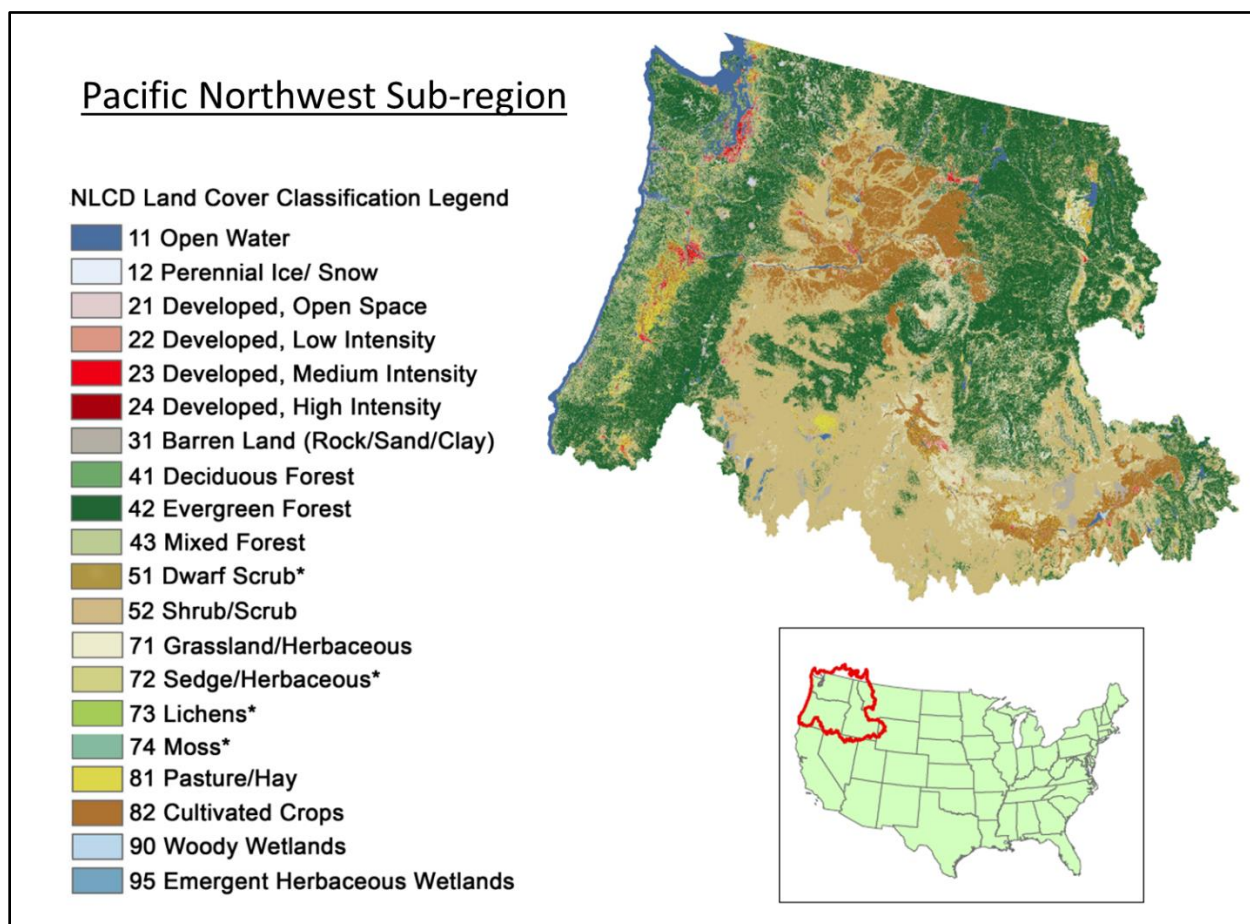 Pacific Northwest Sub-region
NLCD Land Cover Classification Legend
11 Open Water
12 Perennial Ice/ Snow
21 Developed, Open Space
22 Developed, Low Intensity
23 Developed, Medium Intensity
24 Developed, High Intensity
31 Barren Land (Rock/Sand/Clay)
41 Deciduous Forest
42 Evergreen Forest
43 Mixed Forest
51 Dwarf Scrub*
52 Shrub/Scrub
71 Grassland/Herbaceous
72 Sedge/Herbaceous*
73 Lichens*
74 Moss*
81 Pasture/Hay
82 Cultivated Crops
90 Woody Wetlands
95 Emergent Herbaceous Wetlands